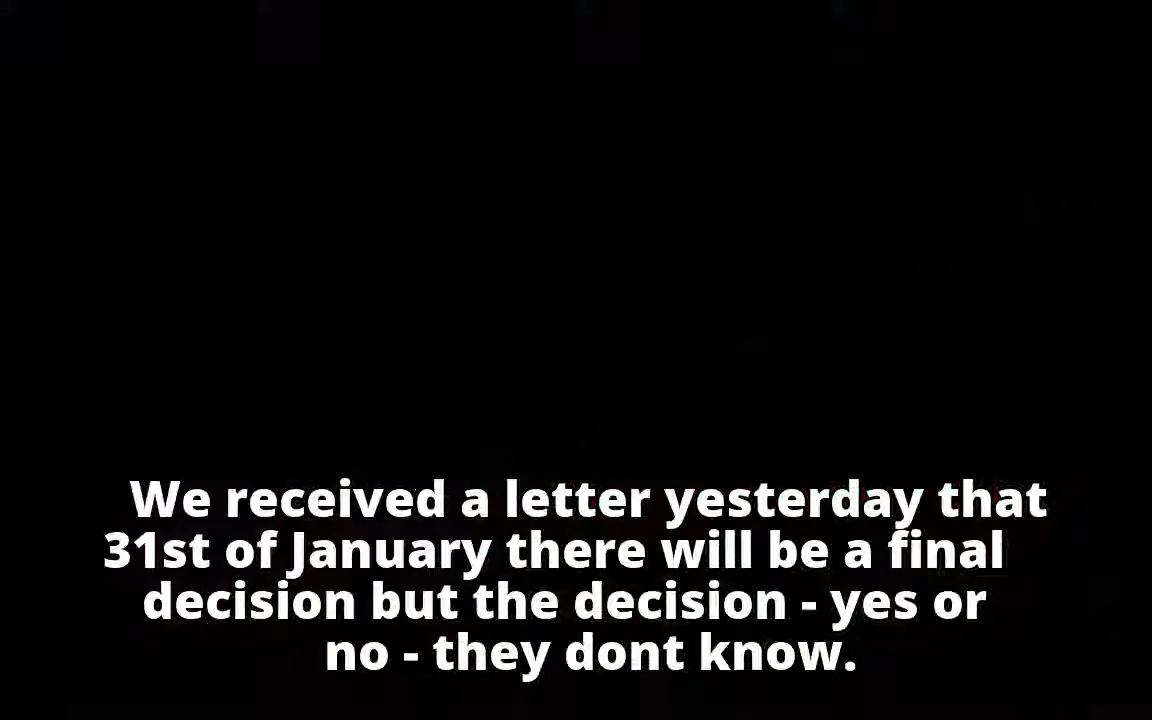 We received a letter yesterday that
31st of January there will be a final
decision but the decision - yes or
no - they dont know.